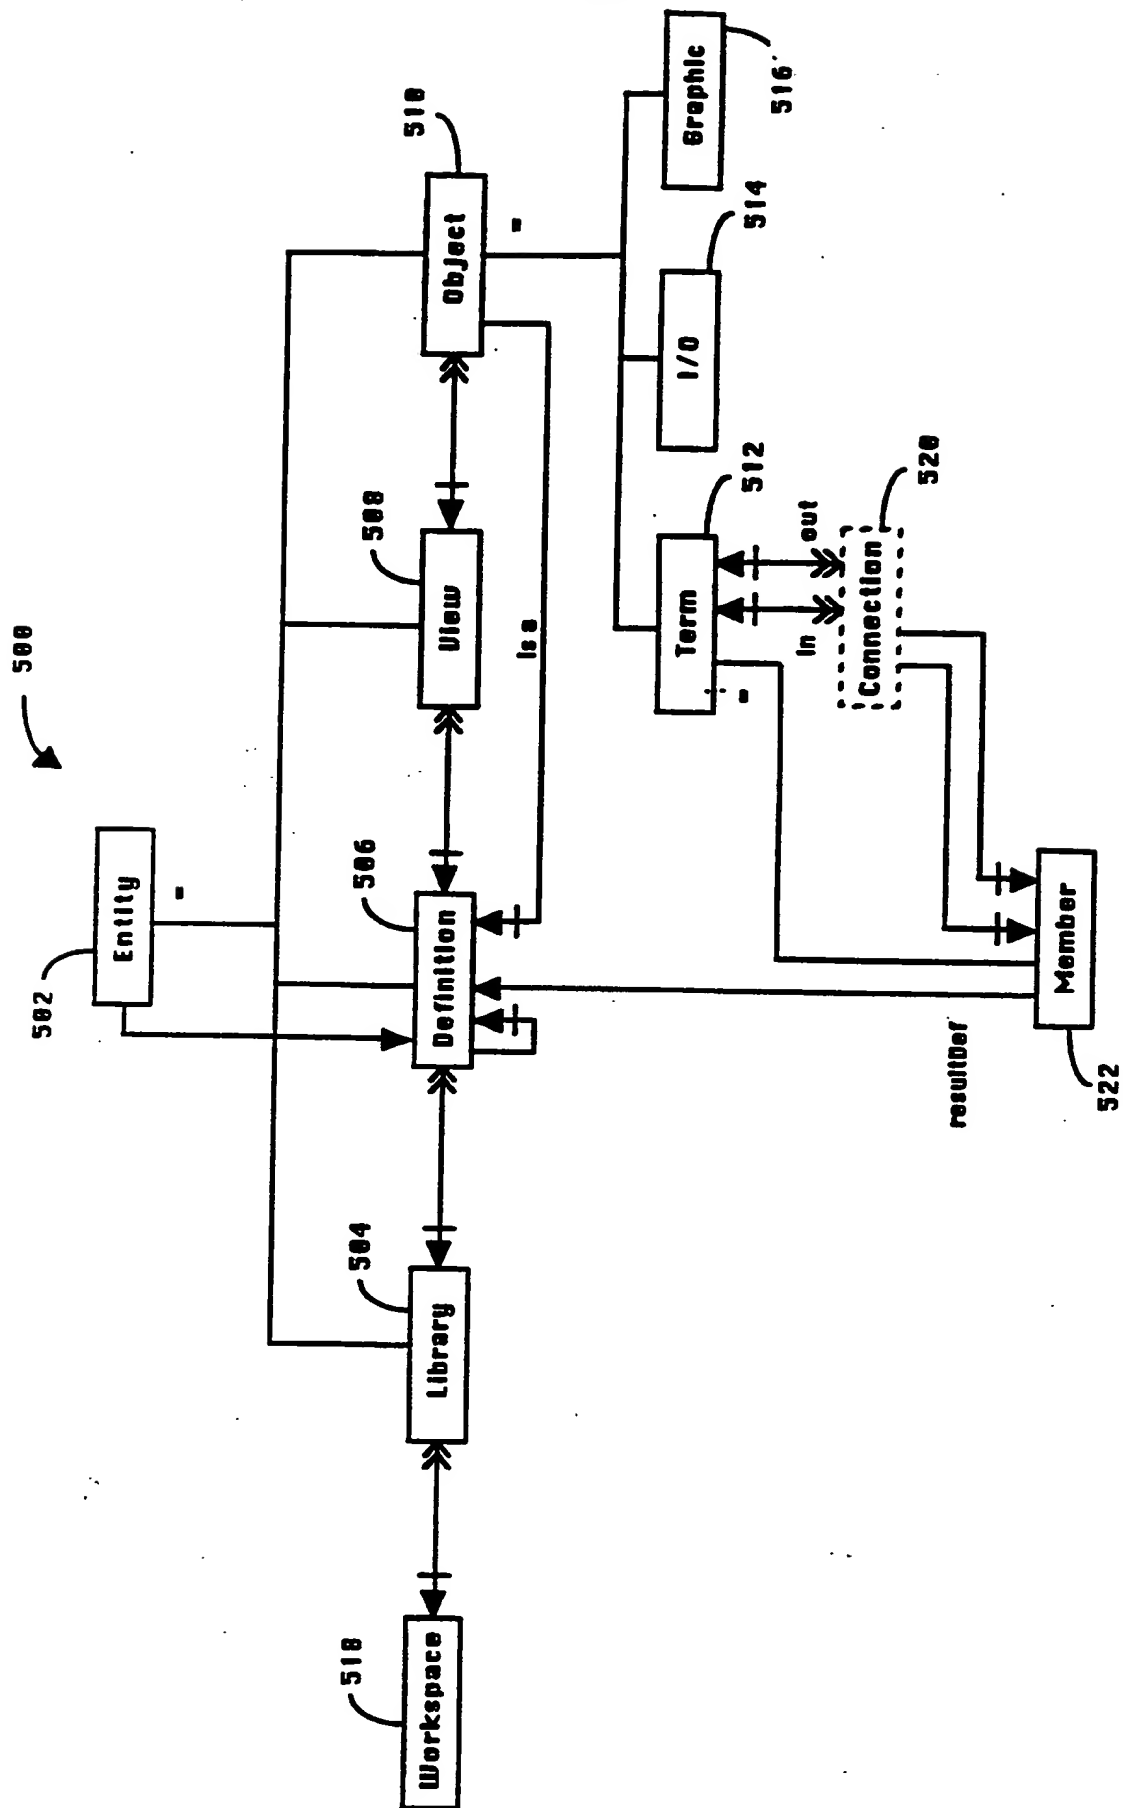 500
502
Entity
=
518
Workspace
504
Library
506
Definition
508
View
510
Object
=
is a
512
Term
=
514
I/O
516
Graphic
in
out
520
Connection
resultDef
522
Member